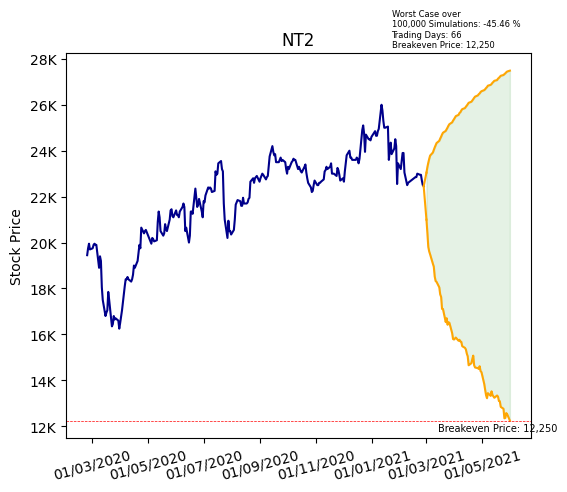 Worst Case over
100,000 Simulations: -45.46 %
Trading Days: 66
Breakeven Price: 12,250
NT2
28K
26K
24K
22K
20K
18K
16K
14K
12K
Stock Price
Breakeven Price: 12,250
01/03/2020
01/05/2020
01/07/2020
01/09/2020
01/11/2020
01/01/2021
01/03/2021
01/05/2021